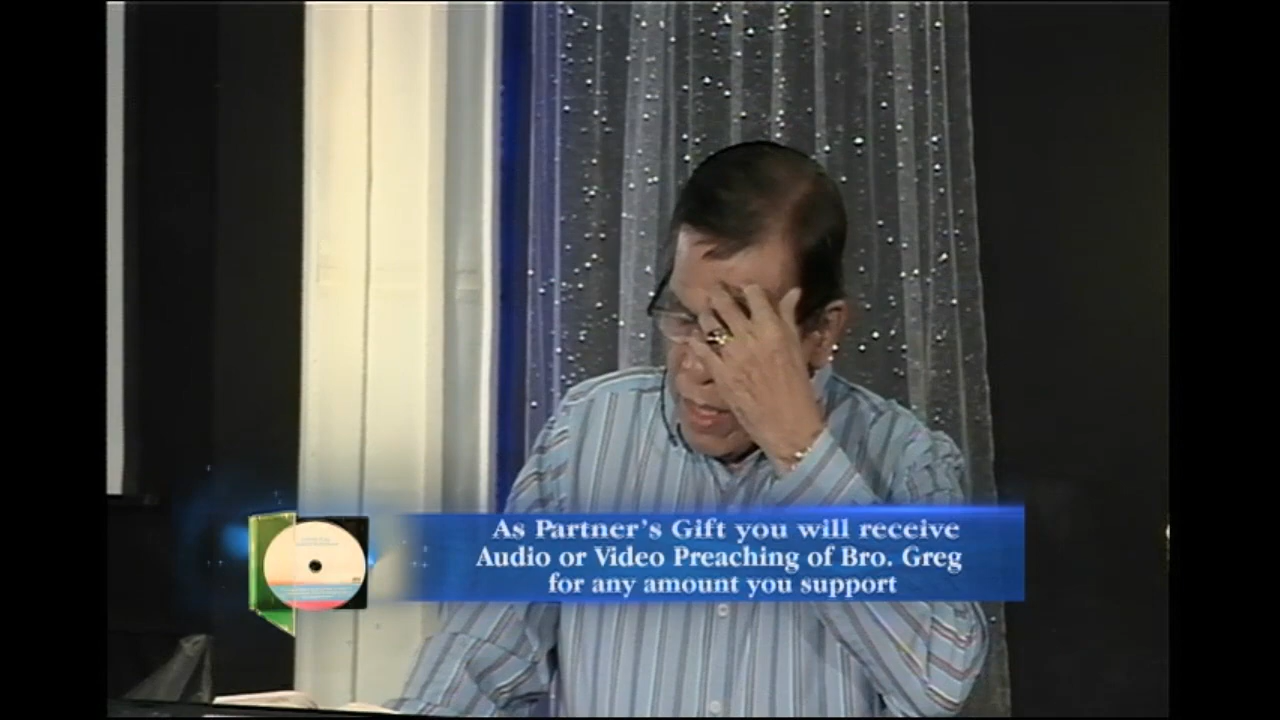 As Partner's Gift you will receive
Audio or Video Preaching of Bro. Greg
for any amount you support